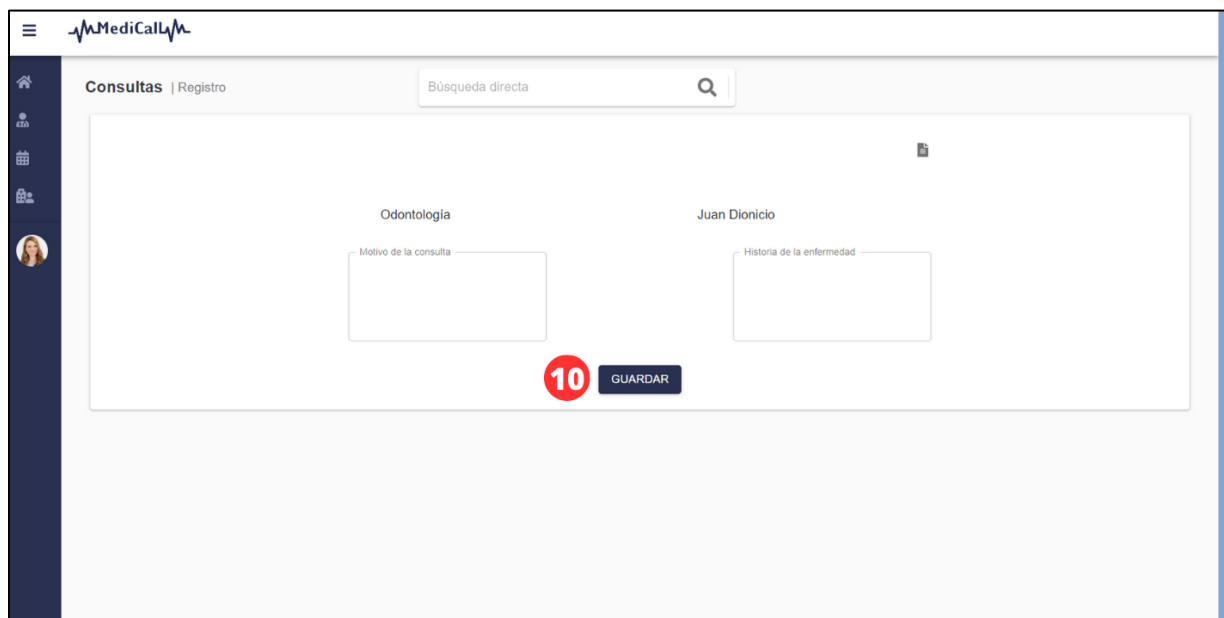 MediCall
Consultas | Registro
Búsqueda directa
Odontología
Juan Dionicio
Motivo de la consulta
Historia de la enfermedad
10
GUARDAR